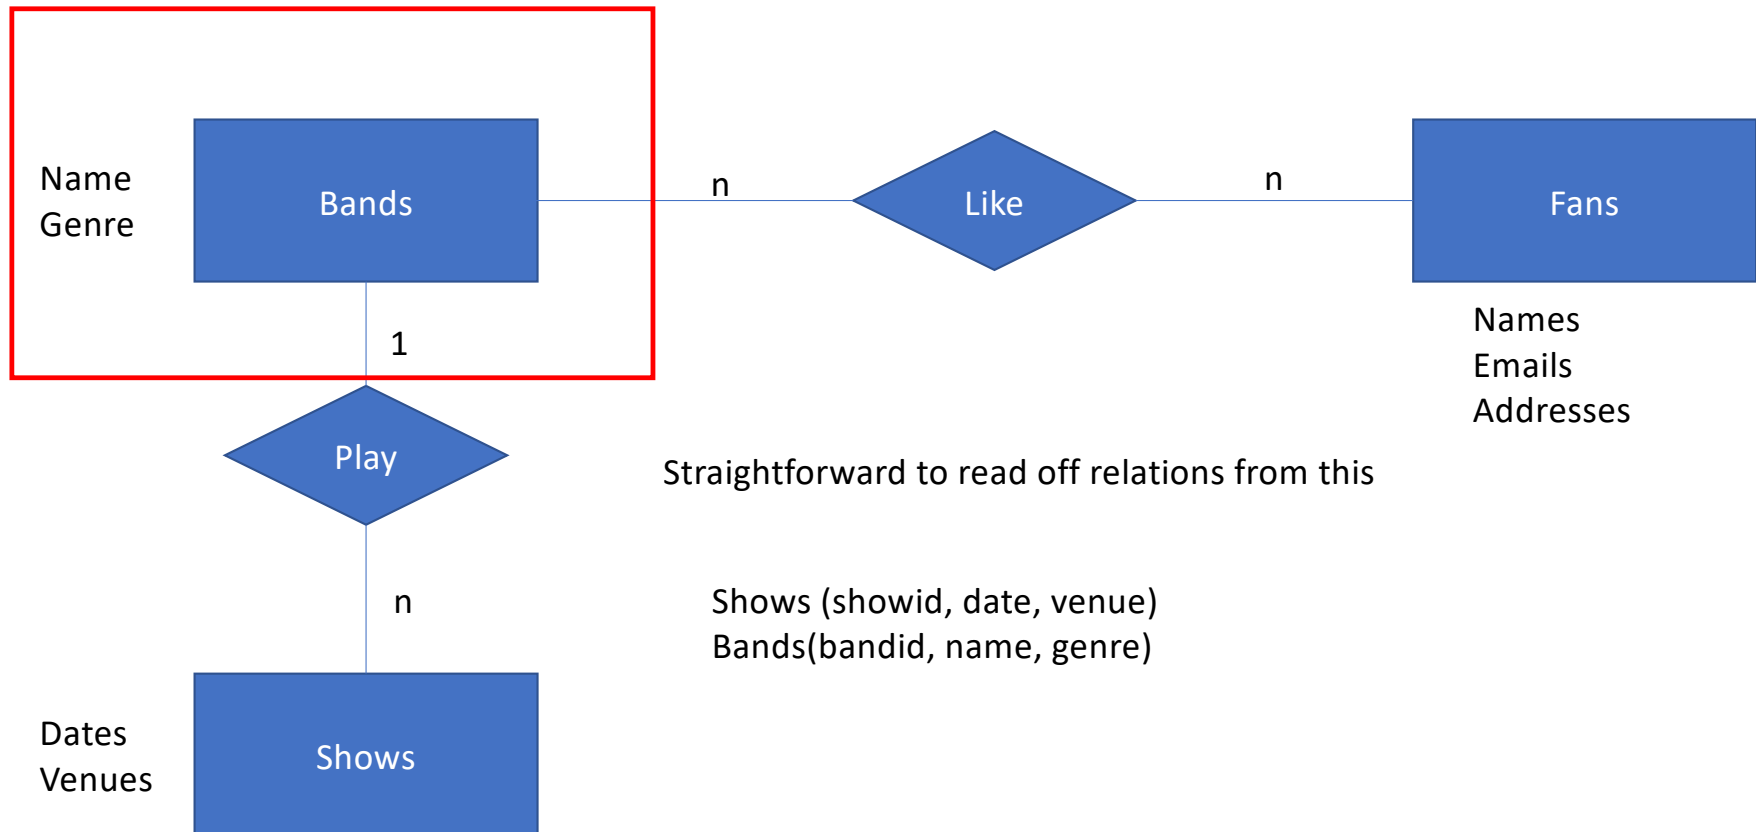 Name
Genre
Bands
n
Like
n
Fans
1
Names
Emails
Addresses
Play
Straightforward to read off relations from this
n
Shows (showid, date, venue)
Bands(bandid, name, genre)
Dates
Venues
Shows